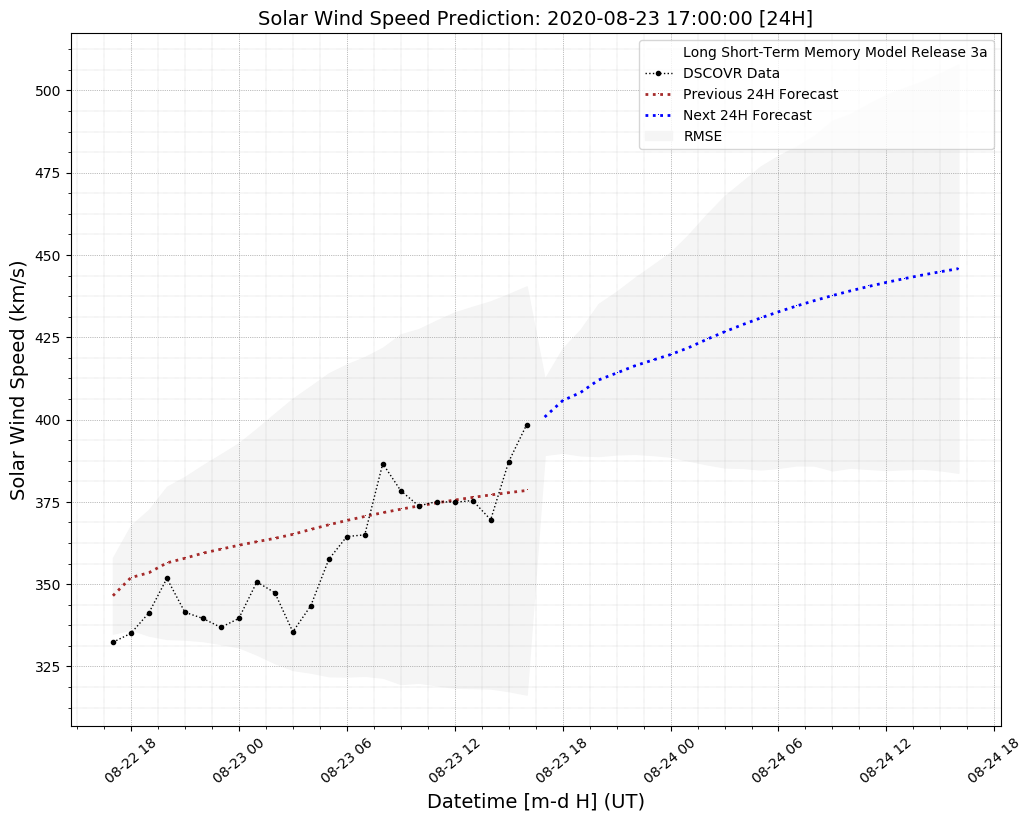 Solar Wind Speed Prediction: 2020-08-23 17:00:00 [24H]
Long Short-Term Memory Model Release 3a
DSCOVR Data
Previous 24H Forecast
Next 24H Forecast
RMSE
Solar Wind Speed (km/s)
500
475
450
425
400
375
350
325
08-22 18
08-23 00
08-23 06
08-23 12
08-23 18
08-24 00
08-24 06
08-24 12
08-24 18
Datetime [m-d H] (UT)